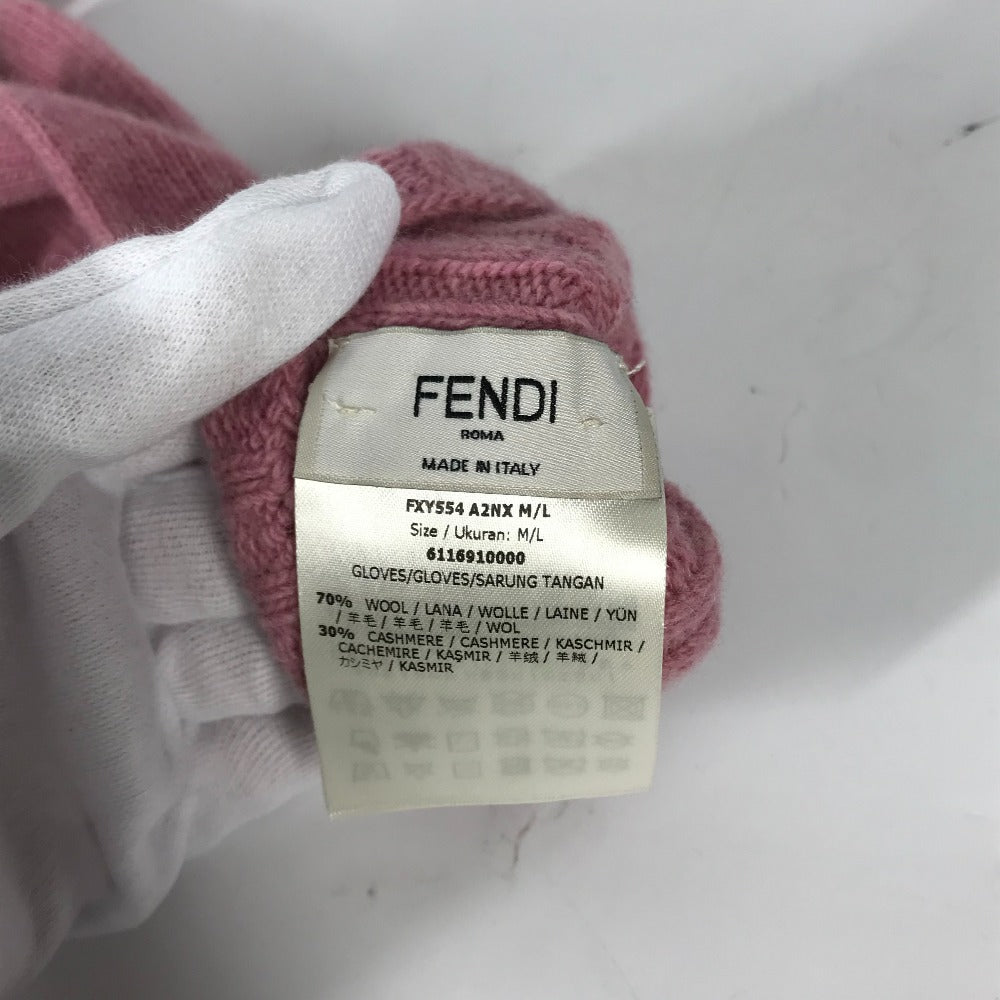 FENDI
ROMA
MADE IN ITALY
FXY554 A2NX M/L
Size / Ukuran: M/L
6116910000
GLOVES/GLOVES/SARUNG TANGAN
70% WOOL / LANA / WOLLE / LAINE / YÜN
/ 羊毛 / 羊毛 / 羊毛 / WOL
30% CASHMERE / CASHMERE / KASCHMIR /
CACHEMIRE / KAŞMIR / 羊绒 / 羊絨 /
カシミヤ / KASMIR